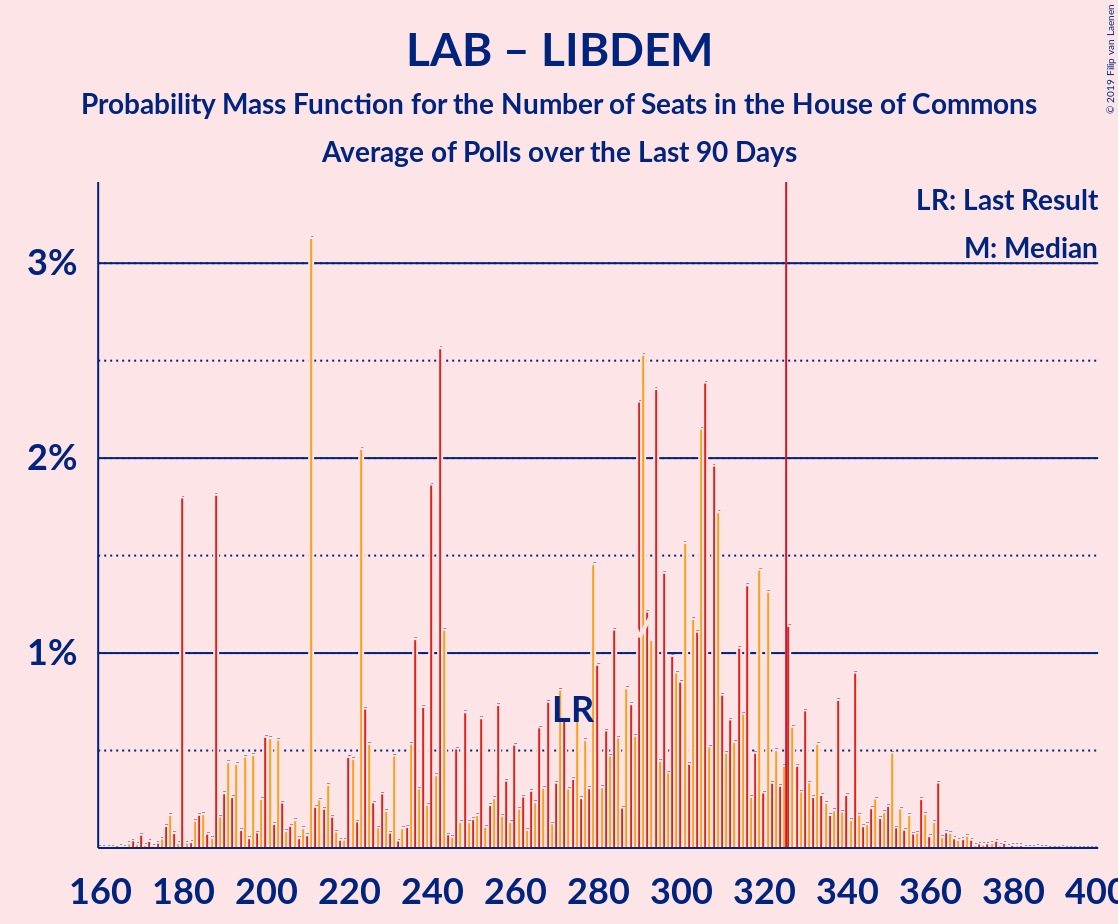 LAB – LIBDEM
Probability Mass Function for the Number of Seats in the House of Commons
Average of Polls over the Last 90 Days
© 2019 Filip van Laenen
LR: Last Result
M: Median
3%
2%
1%
LR
160 180 200 220 240 260 280 300 320 340 360 380 400